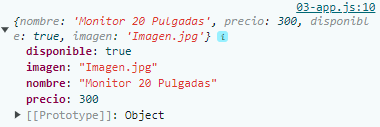 03-app.js:10
{nombre: 'Monitor 20 Pulgadas', precio: 300, disponibl
e: true, imagen: 'Imagen.jpg'} i
disponible: true
imagen: "Imagen.jpg"
nombre: "Monitor 20 Pulgadas"
precio: 300
[[Prototype]]: Object